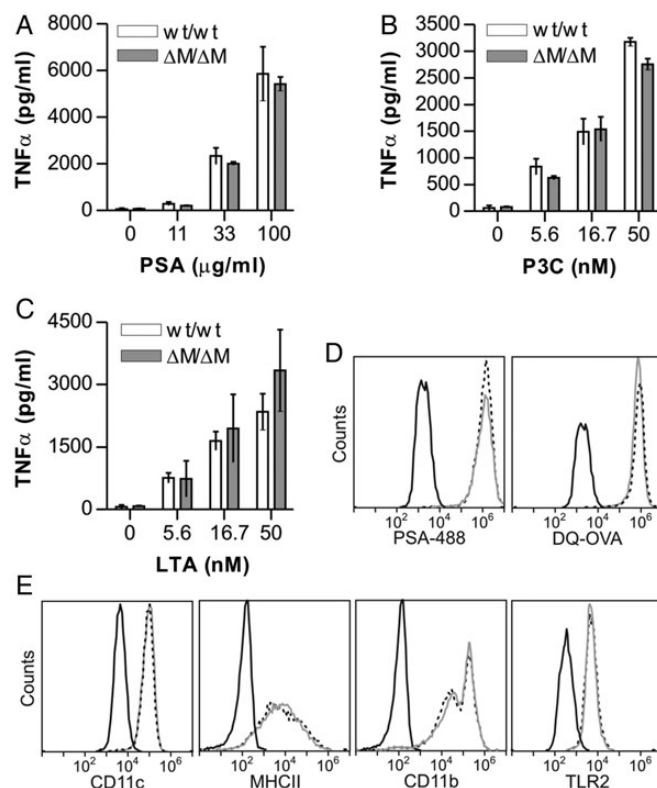 A
TNFα (pg/ml)
8000
6000
4000
2000
0
wt/wt
ΔM/ΔM
0 11 33 100
PSA (µg/ml)
B
TNFα (pg/ml)
3500
3000
2500
2000
1500
1000
500
0
wt/wt
ΔM/ΔM
0 5.6 16.7 50
P3C (nM)
C
TNFα (pg/ml)
4500
3000
1500
0
wt/wt
ΔM/ΔM
0 5.6 16.7 50
LTA (nM)
D
Counts
10² 10⁴ 10⁶
PSA-488
10² 10⁴ 10⁶
DQ-OVA
E
Counts
10² 10⁴ 10⁶
CD11c
10² 10⁴ 10⁶
MHCII
10² 10⁴ 10⁶
CD11b
10² 10⁴ 10⁶
TLR2